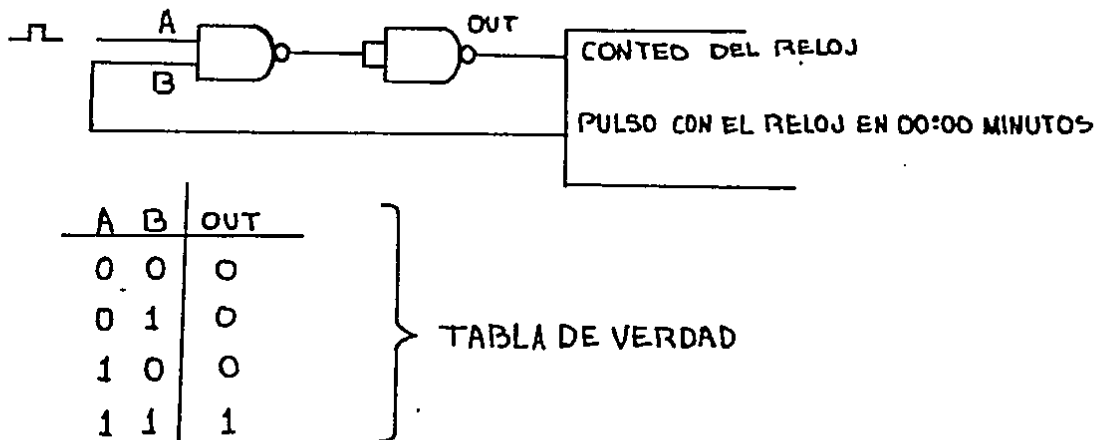 A
OUT
CONTEO DEL RELOJ
B
PULSO CON EL RELOJ EN 00:00 MINUTOS
A B OUT
0 0 0
0 1 0
1 0 0
1 1 1
TABLA DE VERDAD